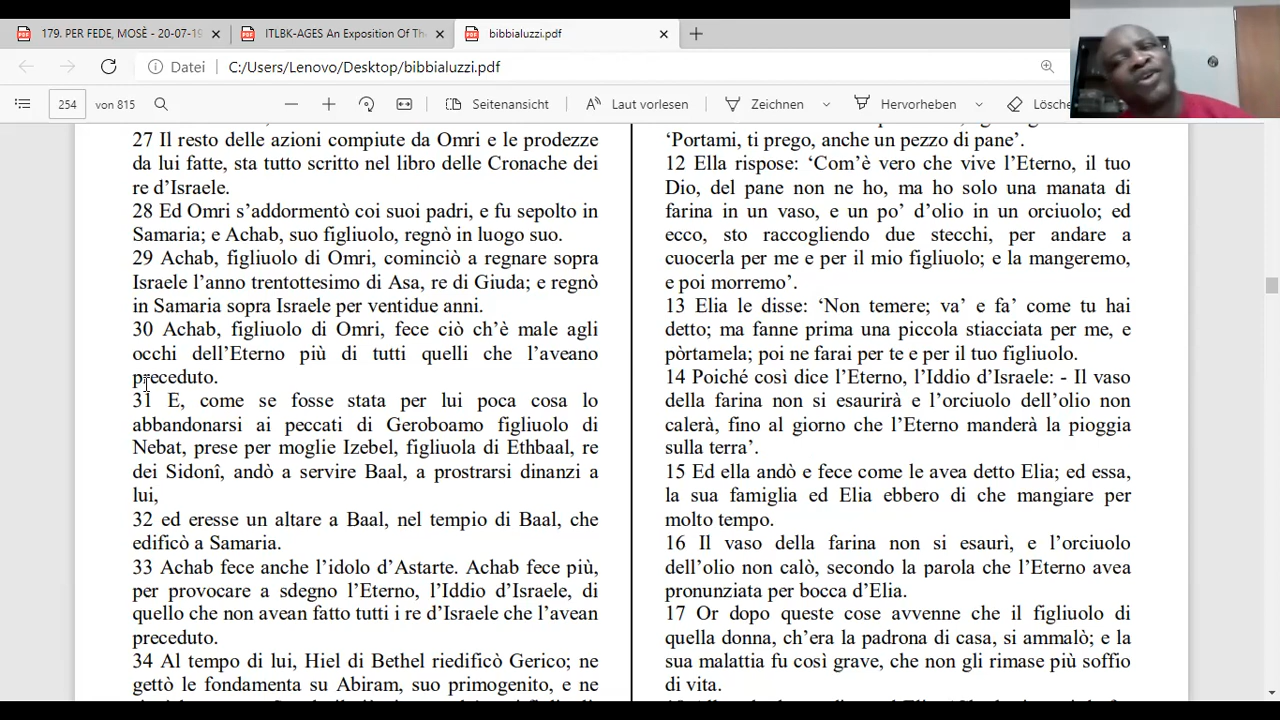 179. PER FEDE, MOSÈ - 20-07-19
ITLBK-AGES An Exposition Of Th
bibbialuzzi.pdf
Datei
C:/Users/Lenovo/Desktop/bibbialuzzi.pdf
254
von 815
Seitenansicht
Laut vorlesen
Zeichnen
Hervorheben
Lösche
27 Il resto delle azioni compiute da Omri e le prodezze
da lui fatte, sta tutto scritto nel libro delle Cronache dei
re d’Israele.
28 Ed Omri s’addormentò coi suoi padri, e fu sepolto in
Samaria; e Achab, suo figliuolo, regnò in luogo suo.
29 Achab, figliuolo di Omri, cominciò a regnare sopra
Israele l’anno trentottesimo di Asa, re di Giuda; e regnò
in Samaria sopra Israele per ventidue anni.
30 Achab, figliuolo di Omri, fece ciò ch’è male agli
occhi dell’Eterno più di tutti quelli che l’aveano
preceduto.
31 E, come se fosse stata per lui poca cosa lo
abbandonarsi ai peccati di Geroboamo figliuolo di
Nebat, prese per moglie Izebel, figliuola di Ethbaal, re
dei Sidonî, andò a servire Baal, a prostrarsi dinanzi a
lui,
32 ed eresse un altare a Baal, nel tempio di Baal, che
edificò a Samaria.
33 Achab fece anche l’idolo d’Astarte. Achab fece più,
per provocare a sdegno l’Eterno, l’Iddio d’Israele, di
quello che non avean fatto tutti i re d’Israele che l’avean
preceduto.
34 Al tempo di lui, Hiel di Bethel riedificò Gerico; ne
gettò le fondamenta su Abiram, suo primogenito, e ne
‘Portami, ti prego, anche un pezzo di pane’.
12 Ella rispose: ‘Com’è vero che vive l’Eterno, il tuo
Dio, del pane non ne ho, ma ho solo una manata di
farina in un vaso, e un po’ d’olio in un orciuolo; ed
ecco, sto raccogliendo due stecchi, per andare a
cuocerla per me e per il mio figliuolo; e la mangeremo,
e poi morremo’.
13 Elia le disse: ‘Non temere; va’ e fa’ come tu hai
detto; ma fanne prima una piccola stiacciata per me, e
pòrtamela; poi ne farai per te e per il tuo figliuolo.
14 Poiché così dice l’Eterno, l’Iddio d’Israele: - Il vaso
della farina non si esaurirà e l’orciuolo dell’olio non
calerà, fino al giorno che l’Eterno manderà la pioggia
sulla terra’.
15 Ed ella andò e fece come le avea detto Elia; ed essa,
la sua famiglia ed Elia ebbero di che mangiare per
molto tempo.
16 Il vaso della farina non si esaurì, e l’orciuolo
dell’olio non calò, secondo la parola che l’Eterno avea
pronunziata per bocca d’Elia.
17 Or dopo queste cose avvenne che il figliuolo di
quella donna, ch’era la padrona di casa, si ammalò; e la
sua malattia fu così grave, che non gli rimase più soffio
di vita.